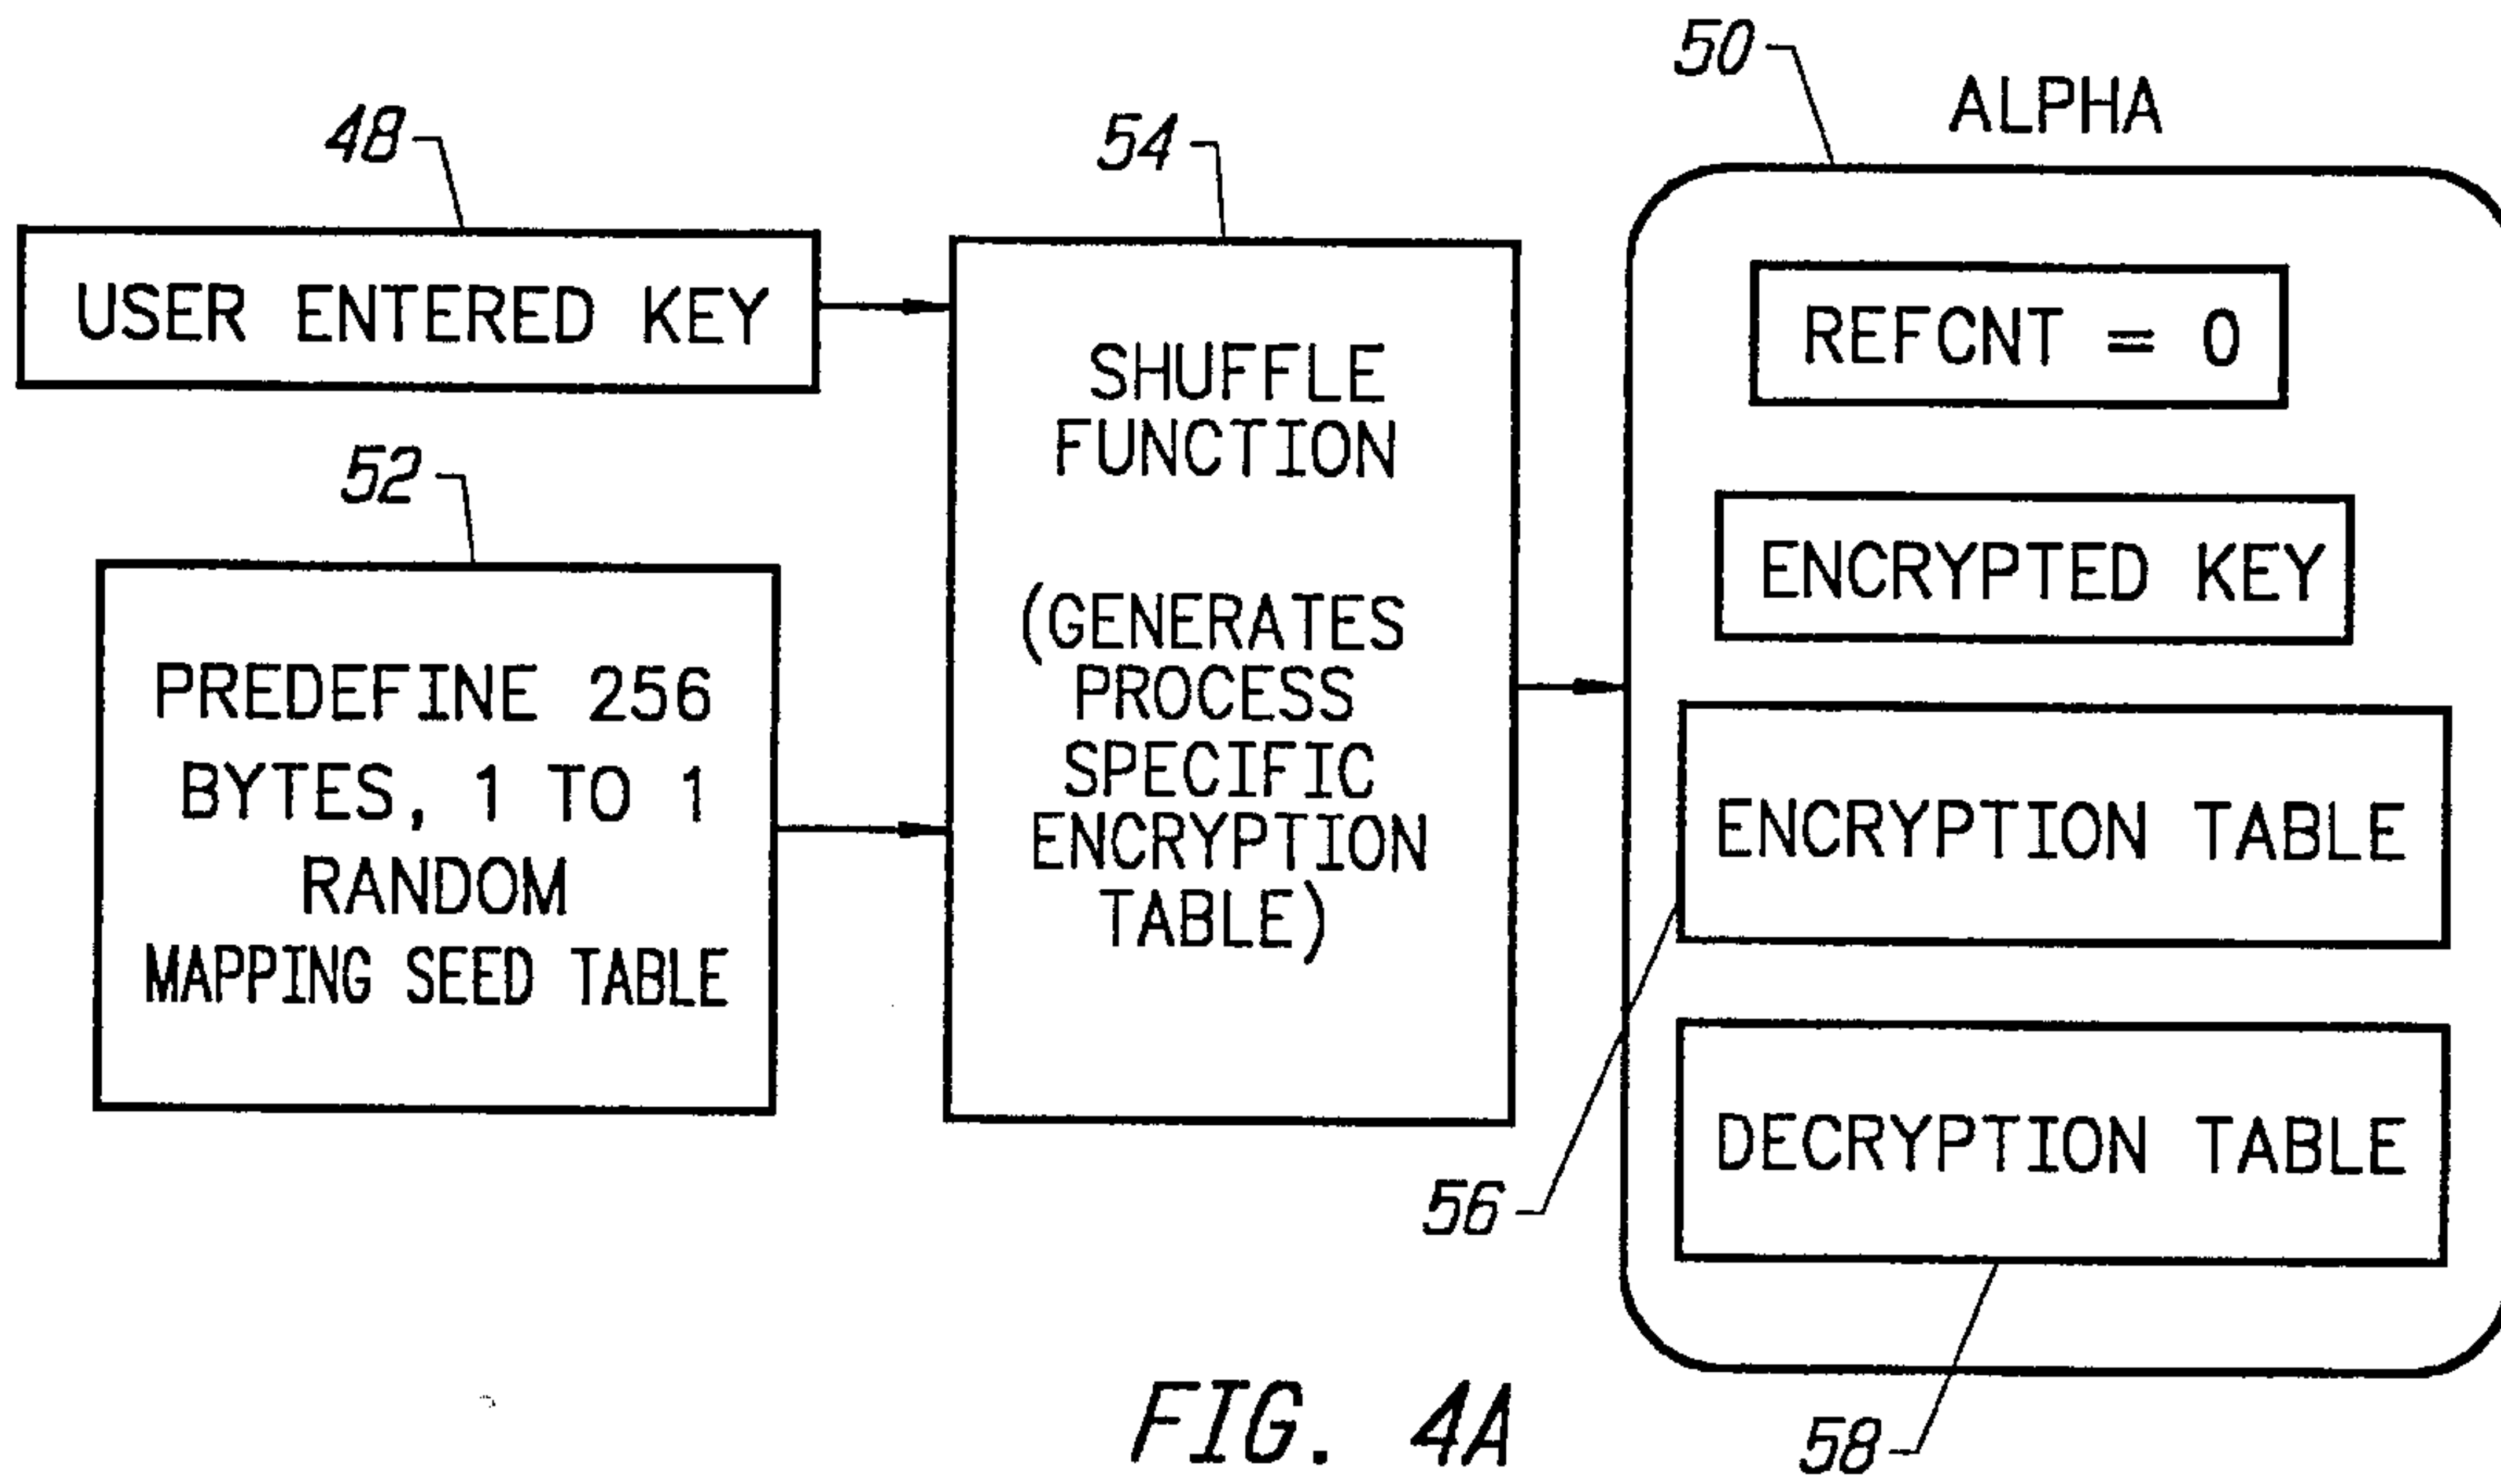 48
USER ENTERED KEY
52
PREDEFINE 256
BYTES, 1 TO 1
RANDOM
MAPPING SEED TABLE
54
SHUFFLE
FUNCTION
(GENERATES
PROCESS
SPECIFIC
ENCRYPTION
TABLE)
50
ALPHA
REFCNT = 0
ENCRYPTED KEY
ENCRYPTION TABLE
56
DECRYPTION TABLE
58
FIG. 4A